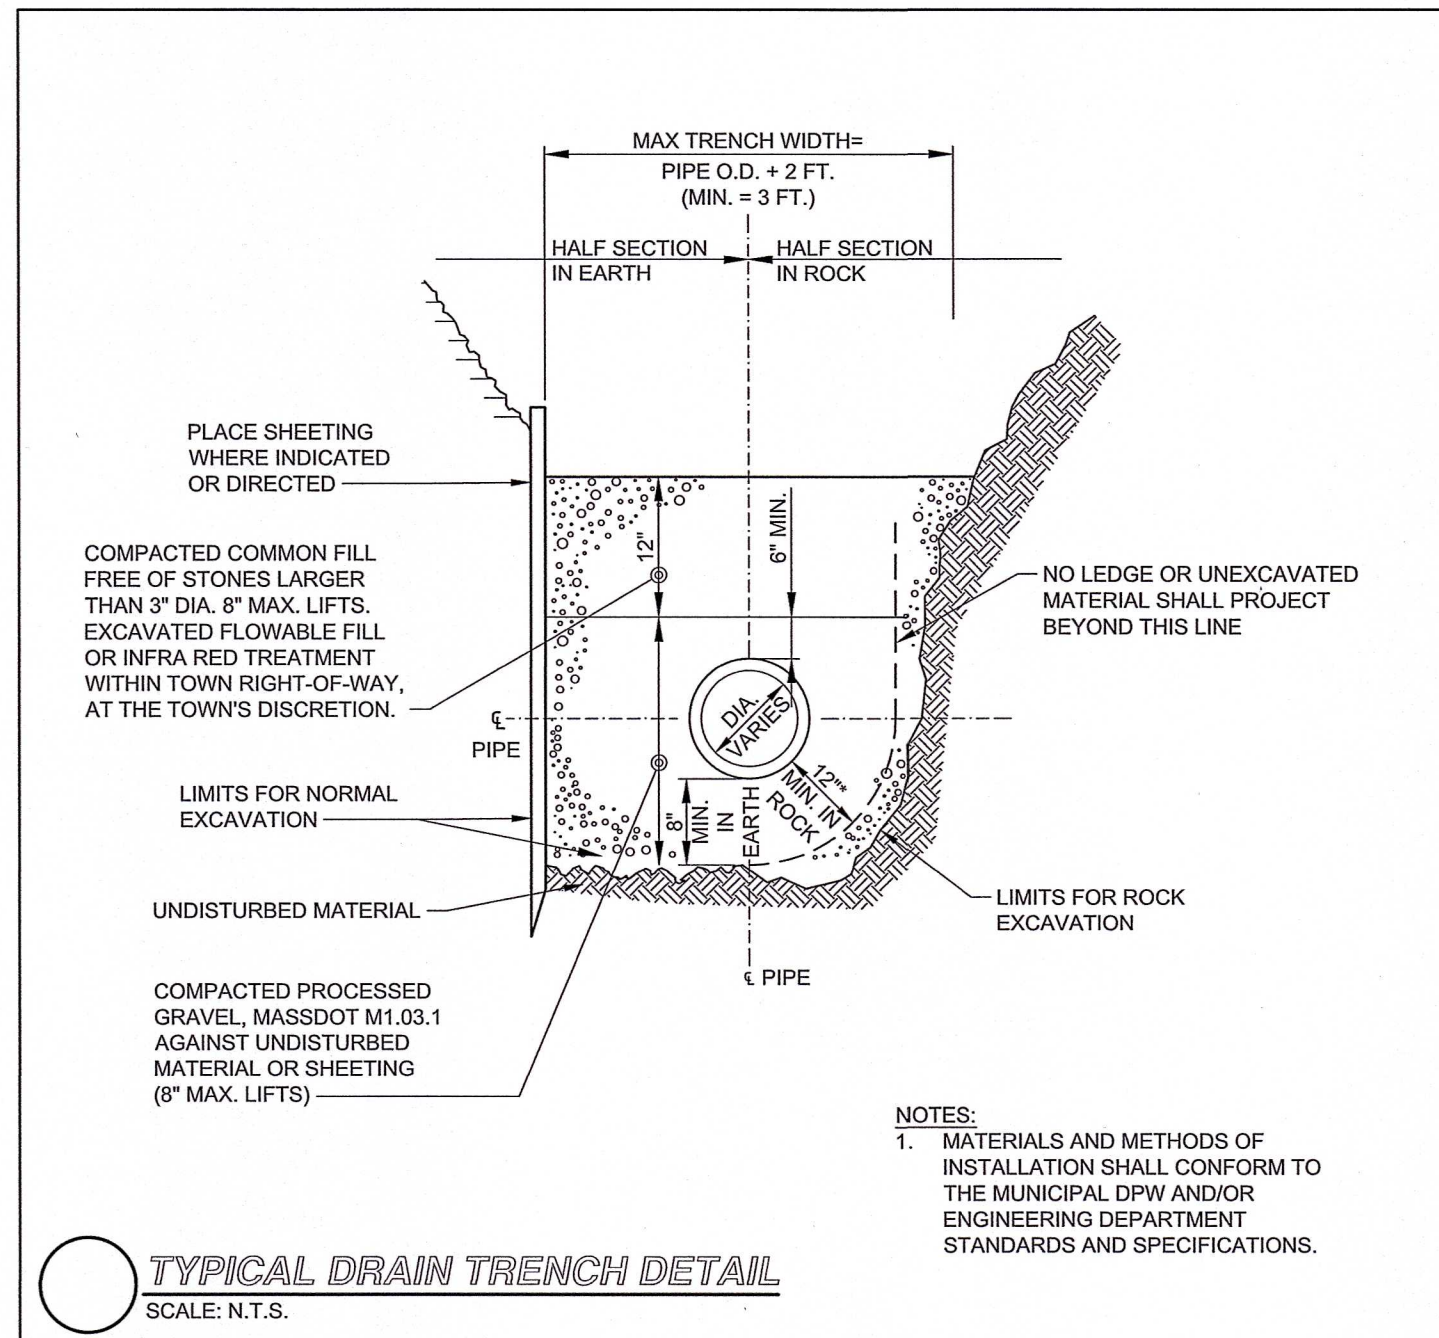 MAX TRENCH WIDTH=
PIPE O.D. + 2 FT.
(MIN. = 3 FT.)
HALF SECTION
IN EARTH
HALF SECTION
IN ROCK
PLACE SHEETING
WHERE INDICATED
OR DIRECTED
12"
6" MIN.
COMPACTED COMMON FILL
FREE OF STONES LARGER
THAN 3" DIA. 8" MAX. LIFTS.
EXCAVATED FLOWABLE FILL
OR INFRA RED TREATMENT
WITHIN TOWN RIGHT-OF-WAY,
AT THE TOWN'S DISCRETION.
NO LEDGE OR UNEXCAVATED
MATERIAL SHALL PROJECT
BEYOND THIS LINE
℄
PIPE
DIA.
VARIES
LIMITS FOR NORMAL
EXCAVATION
8"
MIN.
IN
EARTH
12"*
MIN. IN
ROCK
UNDISTURBED MATERIAL
LIMITS FOR ROCK
EXCAVATION
℄ PIPE
COMPACTED PROCESSED
GRAVEL, MASSDOT M1.03.1
AGAINST UNDISTURBED
MATERIAL OR SHEETING
(8" MAX. LIFTS)
NOTES:
1. MATERIALS AND METHODS OF
INSTALLATION SHALL CONFORM TO
THE MUNICIPAL DPW AND/OR
ENGINEERING DEPARTMENT
STANDARDS AND SPECIFICATIONS.
TYPICAL DRAIN TRENCH DETAIL
SCALE: N.T.S.